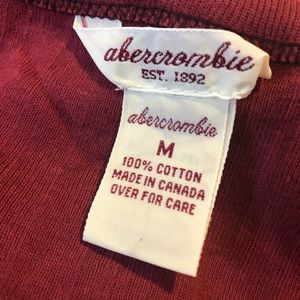 abercrombie
EST. 1892
abercrombie
M
100% COTTON
MADE IN CANADA
OVER FOR CARE